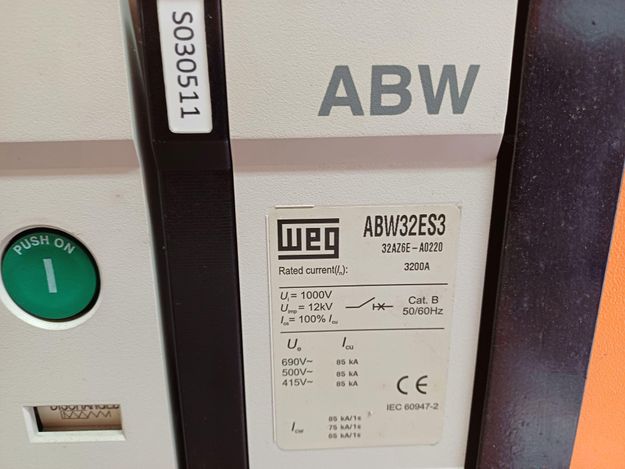 S030511
ABW
PUSH ON
I
DISCHARGED
WEG
ABW32ES3
32AZ6E-A0220
Rated current(Iₙ): 3200A
Uᵢ = 1000V
Uᵢₘₚ = 12kV
Ics = 100% Icu
Cat. B
50/60Hz
Ue Icu
690V~ 85 kA
500V~ 85 kA
415V~ 85 kA
CE
IEC 60947-2
Icw 85 kA/1s
75 kA/1s
65 kA/1s